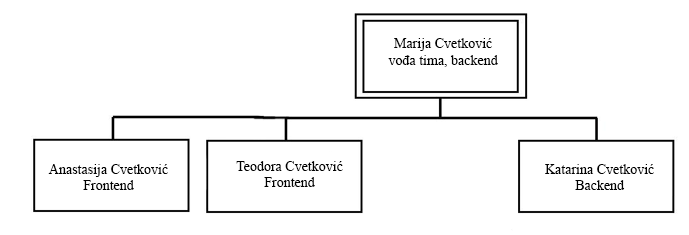 Marija Cvetković
vođa tima, backend
Anastasija Cvetković
Frontend
Teodora Cvetković
Frontend
Katarina Cvetković
Backend